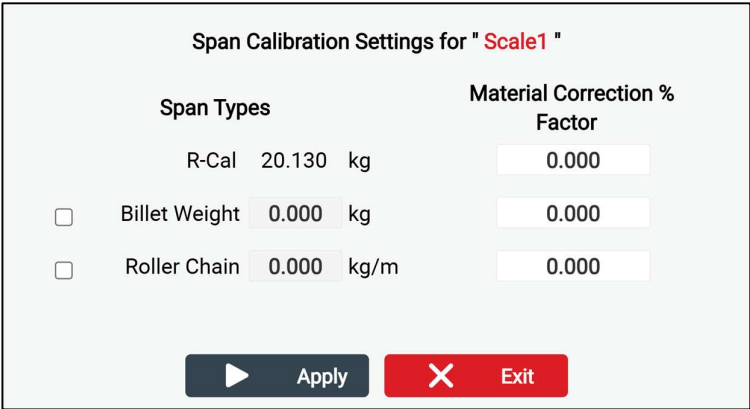 Span Calibration Settings for " Scale1 "
Span Types
Material Correction %
Factor
R-Cal 20.130 kg 0.000
Billet Weight 0.000 kg 0.000
Roller Chain 0.000 kg/m 0.000
Apply Exit